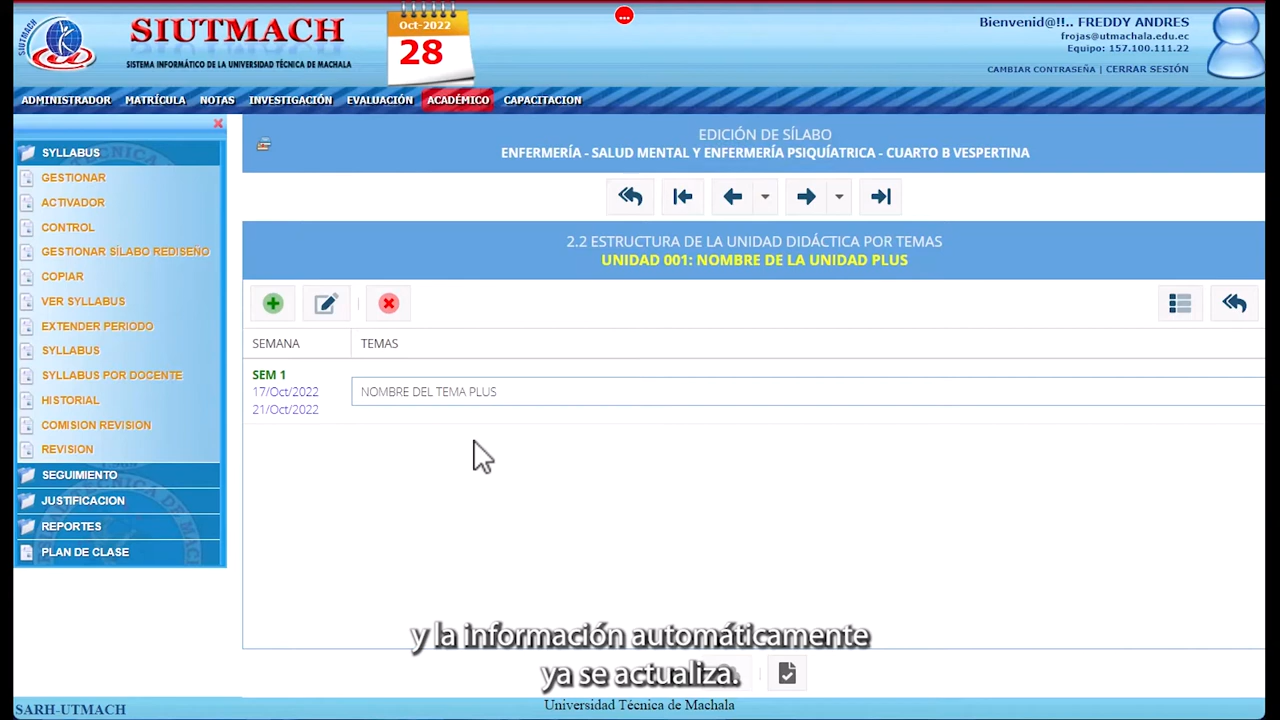 SIUTMACH
SISTEMA INFORMÁTICO DE LA UNIVERSIDAD TÉCNICA DE MACHALA
Oct-2022
28
Bienvenid@!!.. FREDDY ANDRES
frojas@utmachala.edu.ec
Equipo: 157.100.111.22
CAMBIAR CONTRASEÑA | CERRAR SESIÓN
ADMINISTRADOR MATRÍCULA NOTAS INVESTIGACIÓN EVALUACIÓN ACADÉMICO CAPACITACION
SYLLABUS
GESTIONAR
ACTIVADOR
CONTROL
GESTIONAR SÍLABO REDISEÑO
COPIAR
VER SYLLABUS
EXTENDER PERIODO
SYLLABUS
SYLLABUS POR DOCENTE
HISTORIAL
COMISION REVISION
REVISION
SEGUIMIENTO
JUSTIFICACION
REPORTES
PLAN DE CLASE
EDICIÓN DE SÍLABO
ENFERMERÍA - SALUD MENTAL Y ENFERMERÍA PSIQUÍATRICA - CUARTO B VESPERTINA
2.2 ESTRUCTURA DE LA UNIDAD DIDÁCTICA POR TEMAS
UNIDAD 001: NOMBRE DE LA UNIDAD PLUS
SEMANA TEMAS
SEM 1
17/Oct/2022
21/Oct/2022
NOMBRE DEL TEMA PLUS
y la información automáticamente
ya se actualiza.
SARH-UTMACH
Universidad Técnica de Machala